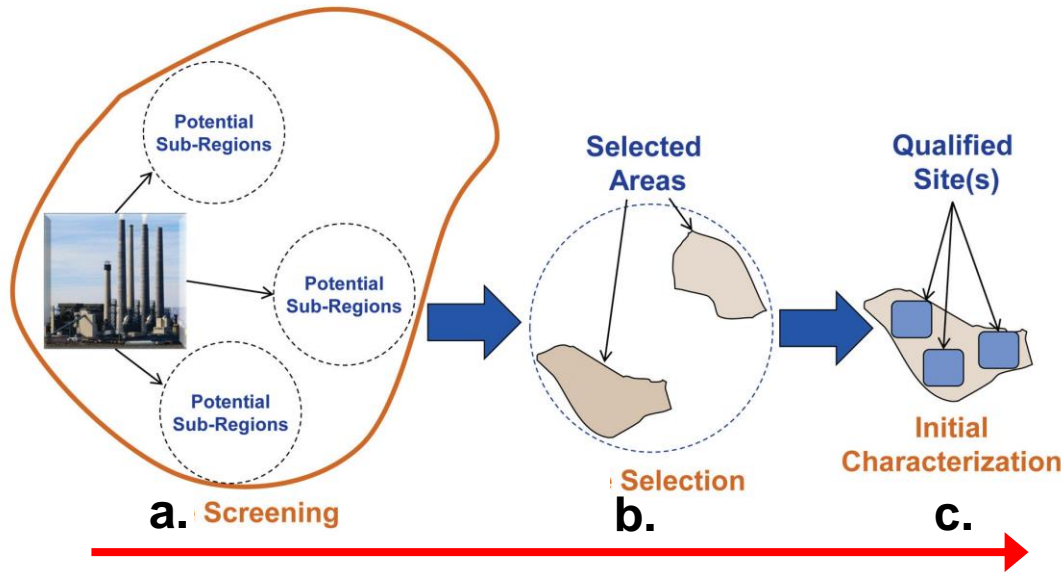 Potential
Sub-Regions
Potential
Sub-Regions
Potential
Sub-Regions
a. Screening
Selected
Areas
Selection
b.
Qualified
Site(s)
Initial
Characterization
c.